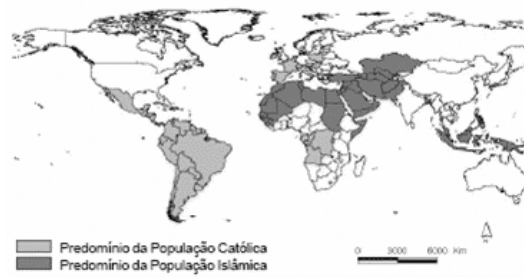 N
Predomínio da População Católica
Predomínio da População Islâmica
0 3000 6000 Km